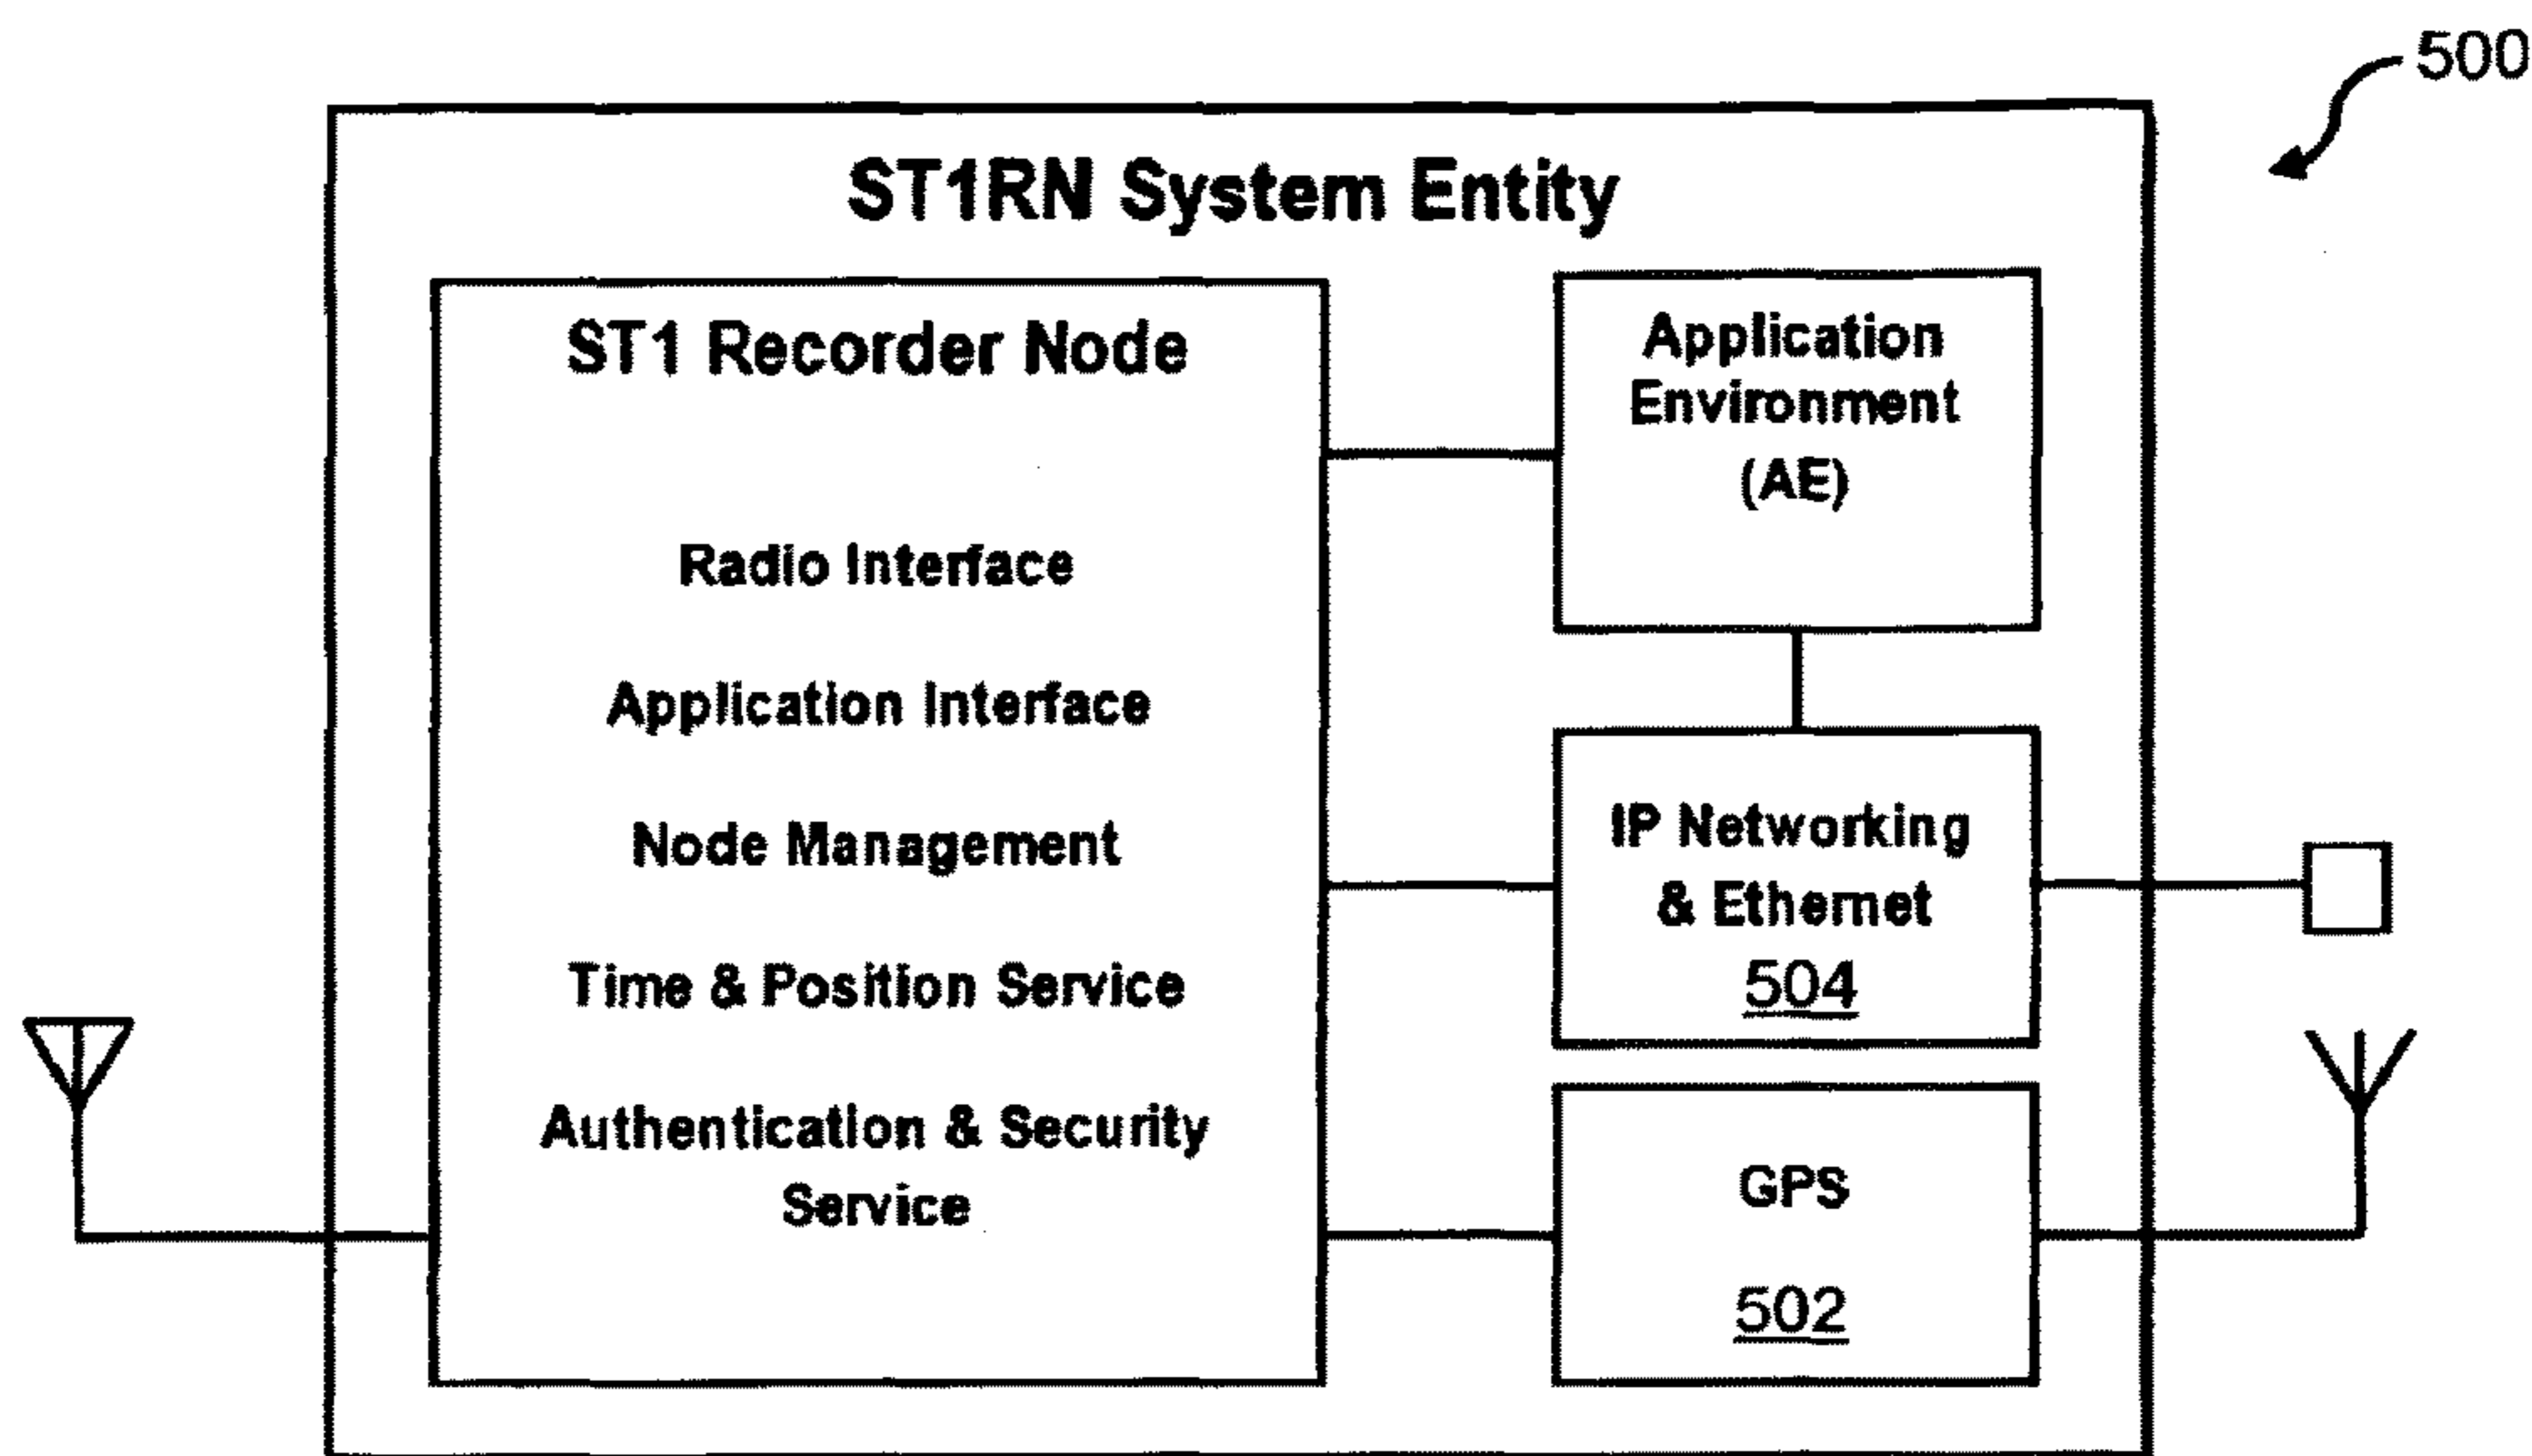 500
ST1RN System Entity
ST1 Recorder Node
Radio Interface
Application Interface
Node Management
Time & Position Service
Authentication & Security
Service
Application
Environment
(AE)
IP Networking
& Ethernet
504
GPS
502